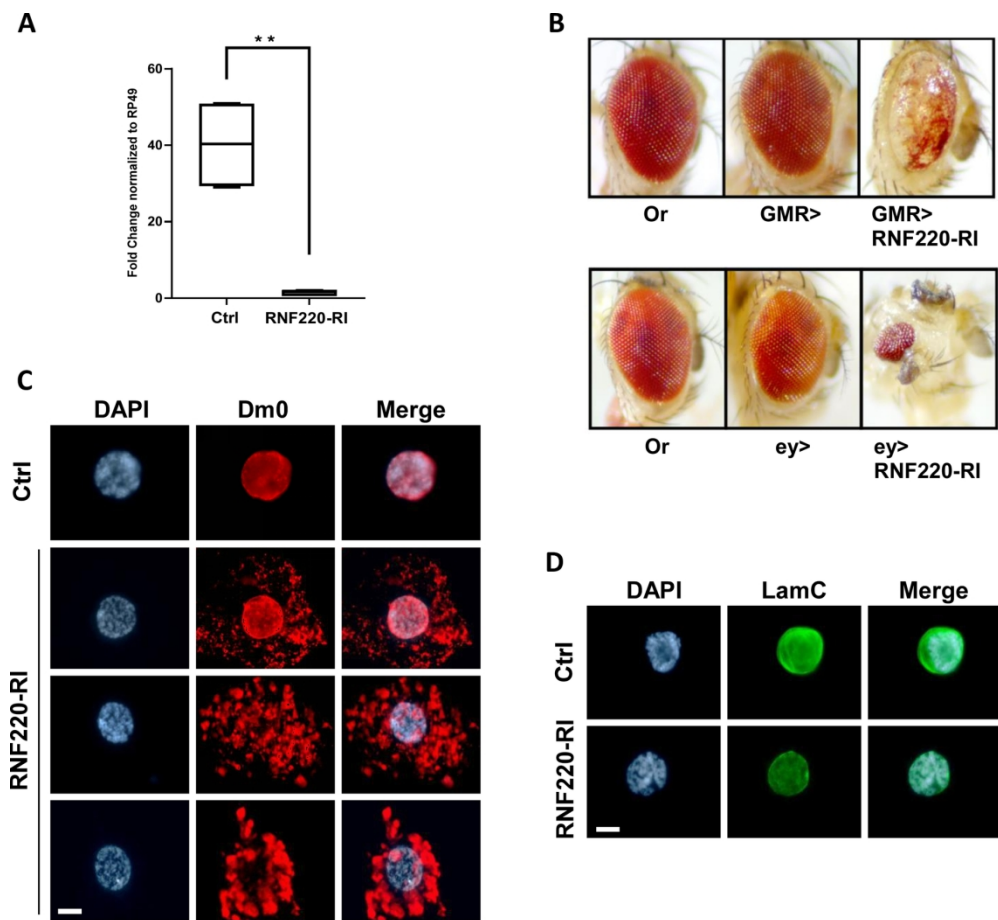 A
* *
60
40
20
0
Fold Change normalized to RP49
Ctrl
RNF220-RI
B
Or
GMR>
GMR>
RNF220-RI
Or
ey>
ey>
RNF220-RI
C
DAPI
Dm0
Merge
Ctrl
RNF220-RI
D
DAPI
LamC
Merge
Ctrl
RNF220-RI